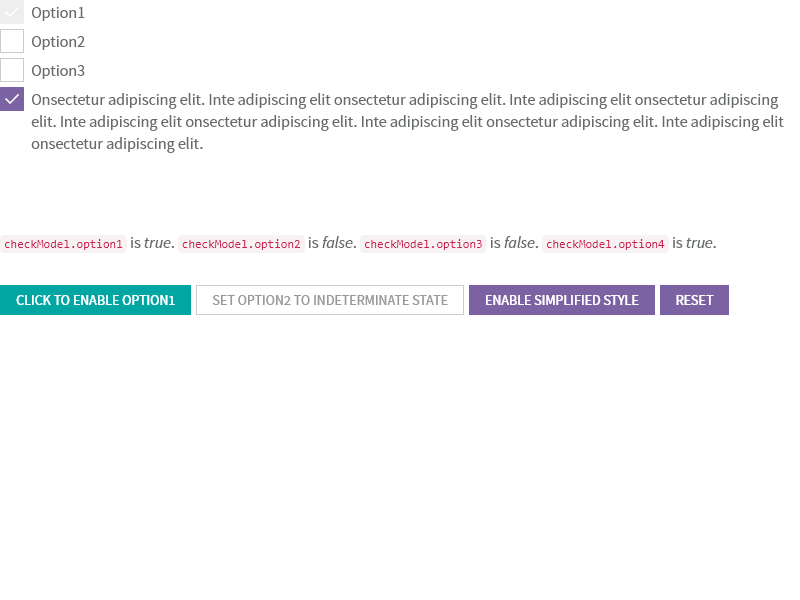 Option1
Option2
Option3
Onsectetur adipiscing elit. Inte adipiscing elit onsectetur adipiscing elit. Inte adipiscing elit onsectetur adipiscing
elit. Inte adipiscing elit onsectetur adipiscing elit. Inte adipiscing elit onsectetur adipiscing elit. Inte adipiscing elit
onsectetur adipiscing elit.
checkModel.option1 is true. checkModel.option2 is false. checkModel.option3 is false. checkModel.option4 is true.
CLICK TO ENABLE OPTION1 SET OPTION2 TO INDETERMINATE STATE ENABLE SIMPLIFIED STYLE RESET